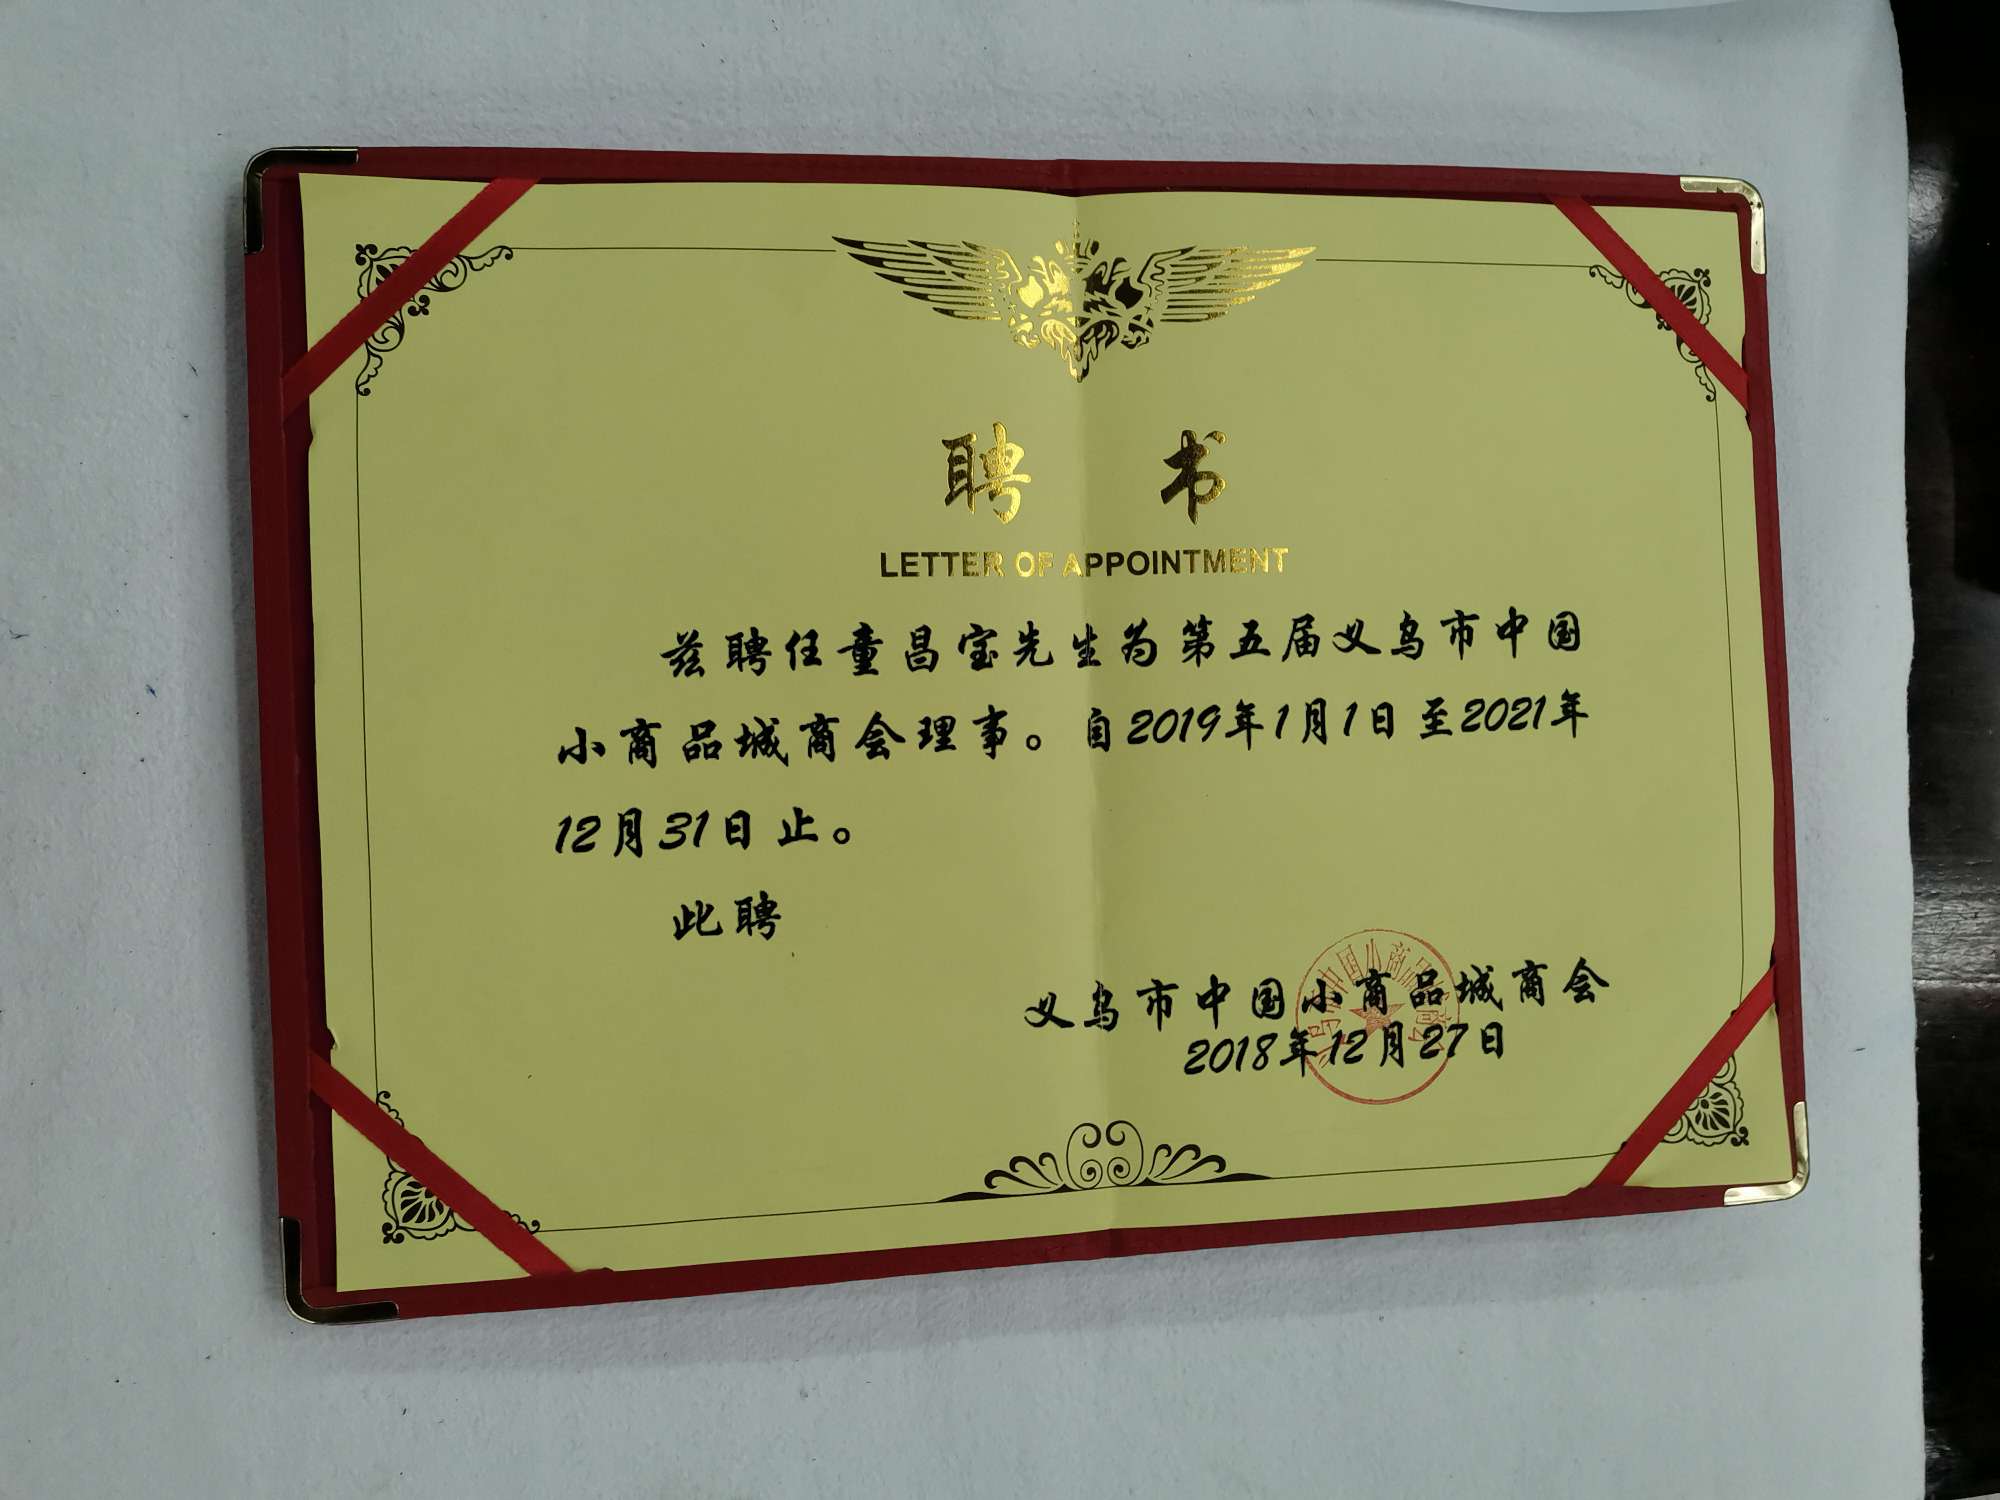 聘 书
LETTER OF APPOINTMENT
兹聘任童昌宝先生为第五届义乌市中国
小商品城商会理事。自2019年1月1日至2021年
12月31日止。
此聘
义乌市中国小商品城商会
2018年12月27日